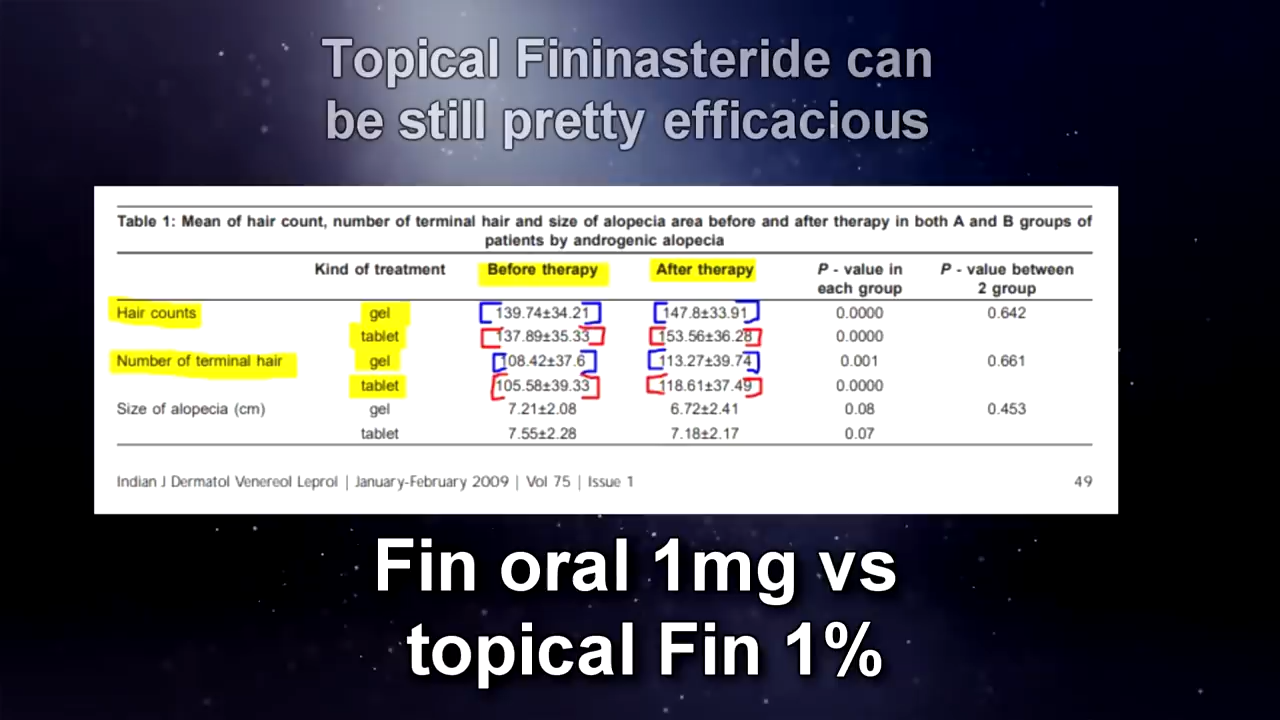 Topical Fininasteride can
be still pretty efficacious
Table 1: Mean of hair count, number of terminal hair and size of alopecia area before and after therapy in both A and B groups of
patients by androgenic alopecia
Kind of treatment Before therapy After therapy P - value in each group P - value between 2 group
Hair counts gel 139.74±34.21 147.8±33.91 0.0000 0.642
tablet 137.89±35.33 153.56±36.28 0.0000
Number of terminal hair gel 108.42±37.6 113.27±39.74 0.001 0.661
tablet 105.58±39.33 118.61±37.49 0.0000
Size of alopecia (cm) gel 7.21±2.08 6.72±2.41 0.08 0.453
tablet 7.55±2.28 7.18±2.17 0.07
Indian J Dermatol Venereol Leprol | January-February 2009 | Vol 75 | Issue 1 49
Fin oral 1mg vs
topical Fin 1%